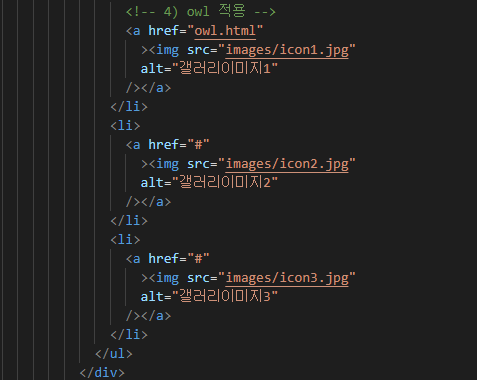 <!-- 4) owl 적용 -->
<a href="owl.html"
><img src="images/icon1.jpg"
alt="갤러리이미지1"
/></a>
</li>
<li>
<a href="#"
><img src="images/icon2.jpg"
alt="갤러리이미지2"
/></a>
</li>
<li>
<a href="#"
><img src="images/icon3.jpg"
alt="갤러리이미지3"
/></a>
</li>
</ul>
</div>